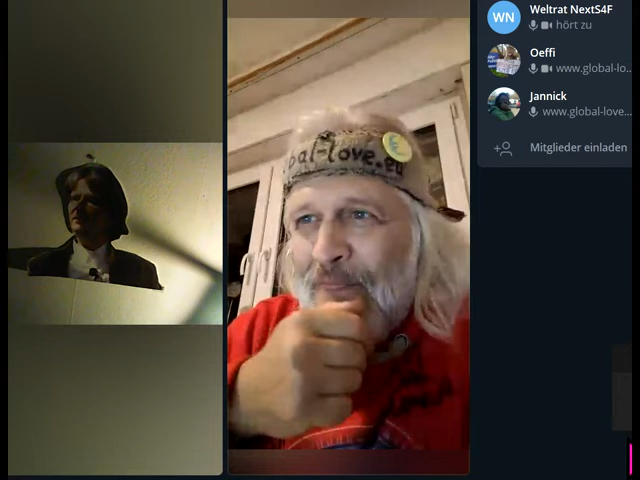 bal-love.eu
WN
Weltrat NextS4F
hört zu
Oeffi
www.global-lo...
Jannick
www.global-love...
Mitglieder einladen